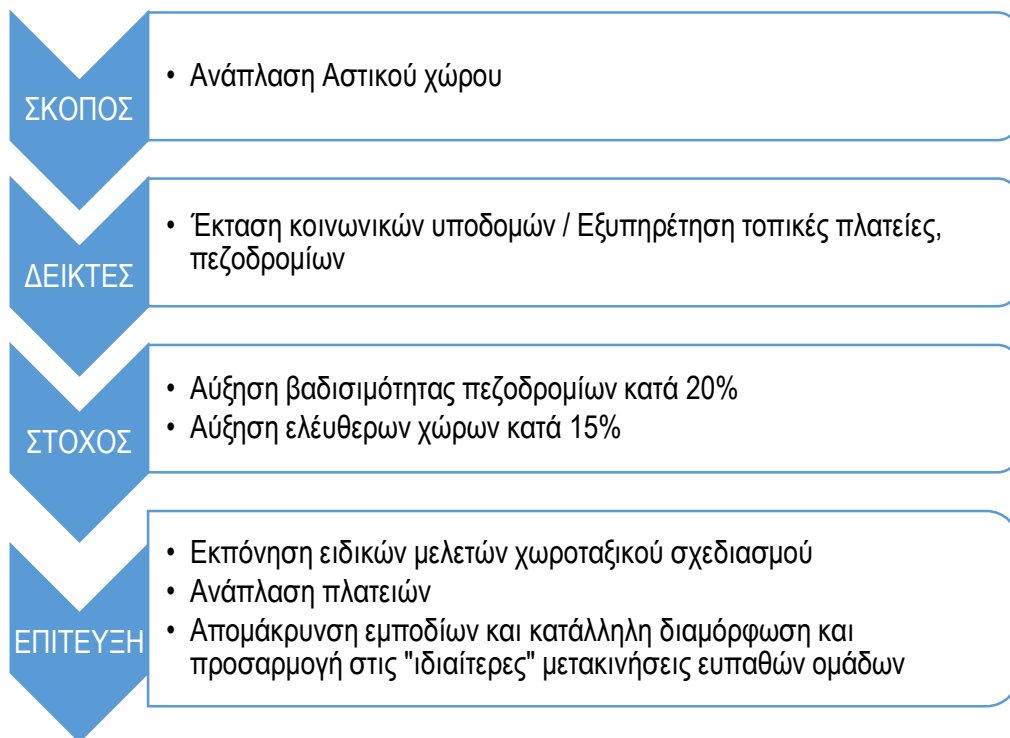 ΣΚΟΠΟΣ
• Ανάπλαση Αστικού χώρου
ΔΕΙΚΤΕΣ
• Έκταση κοινωνικών υποδομών / Εξυπηρέτηση τοπικές πλατείες,
πεζοδρομίων
ΣΤΟΧΟΣ
• Αύξηση βαδισιμότητας πεζοδρομίων κατά 20%
• Αύξηση ελέυθερων χώρων κατά 15%
ΕΠΙΤΕΥΞΗ
• Εκπόνηση ειδικών μελετών χωροταξικού σχεδιασμού
• Ανάπλαση πλατειών
• Απομάκρυνση εμποδίων και κατάλληλη διαμόρφωση και
προσαρμογή στις "ιδιαίτερες" μετακινήσεις ευπαθών ομάδων